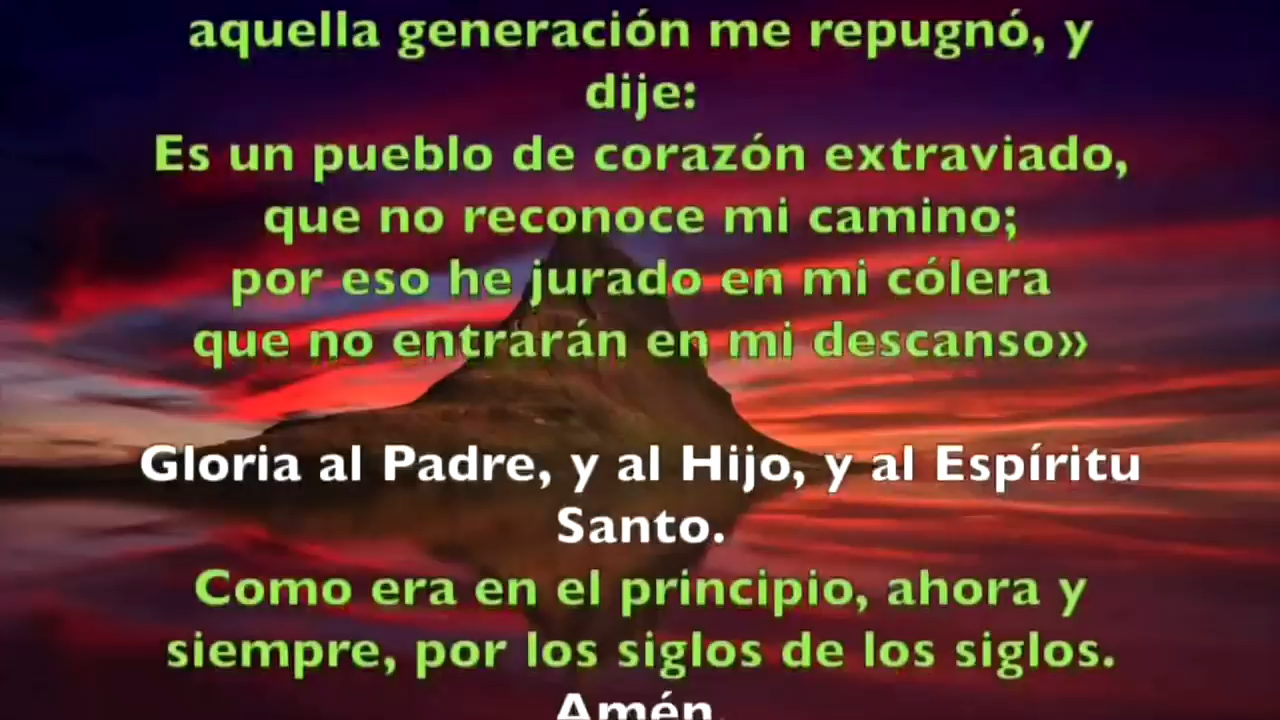 aquella generación me repugnó, y
dije:
Es un pueblo de corazón extraviado,
que no reconoce mi camino;
por eso he jurado en mi cólera
que no entrarán en mi descanso»
Gloria al Padre, y al Hijo, y al Espíritu
Santo.
Como era en el principio, ahora y
siempre, por los siglos de los siglos.
Amén.